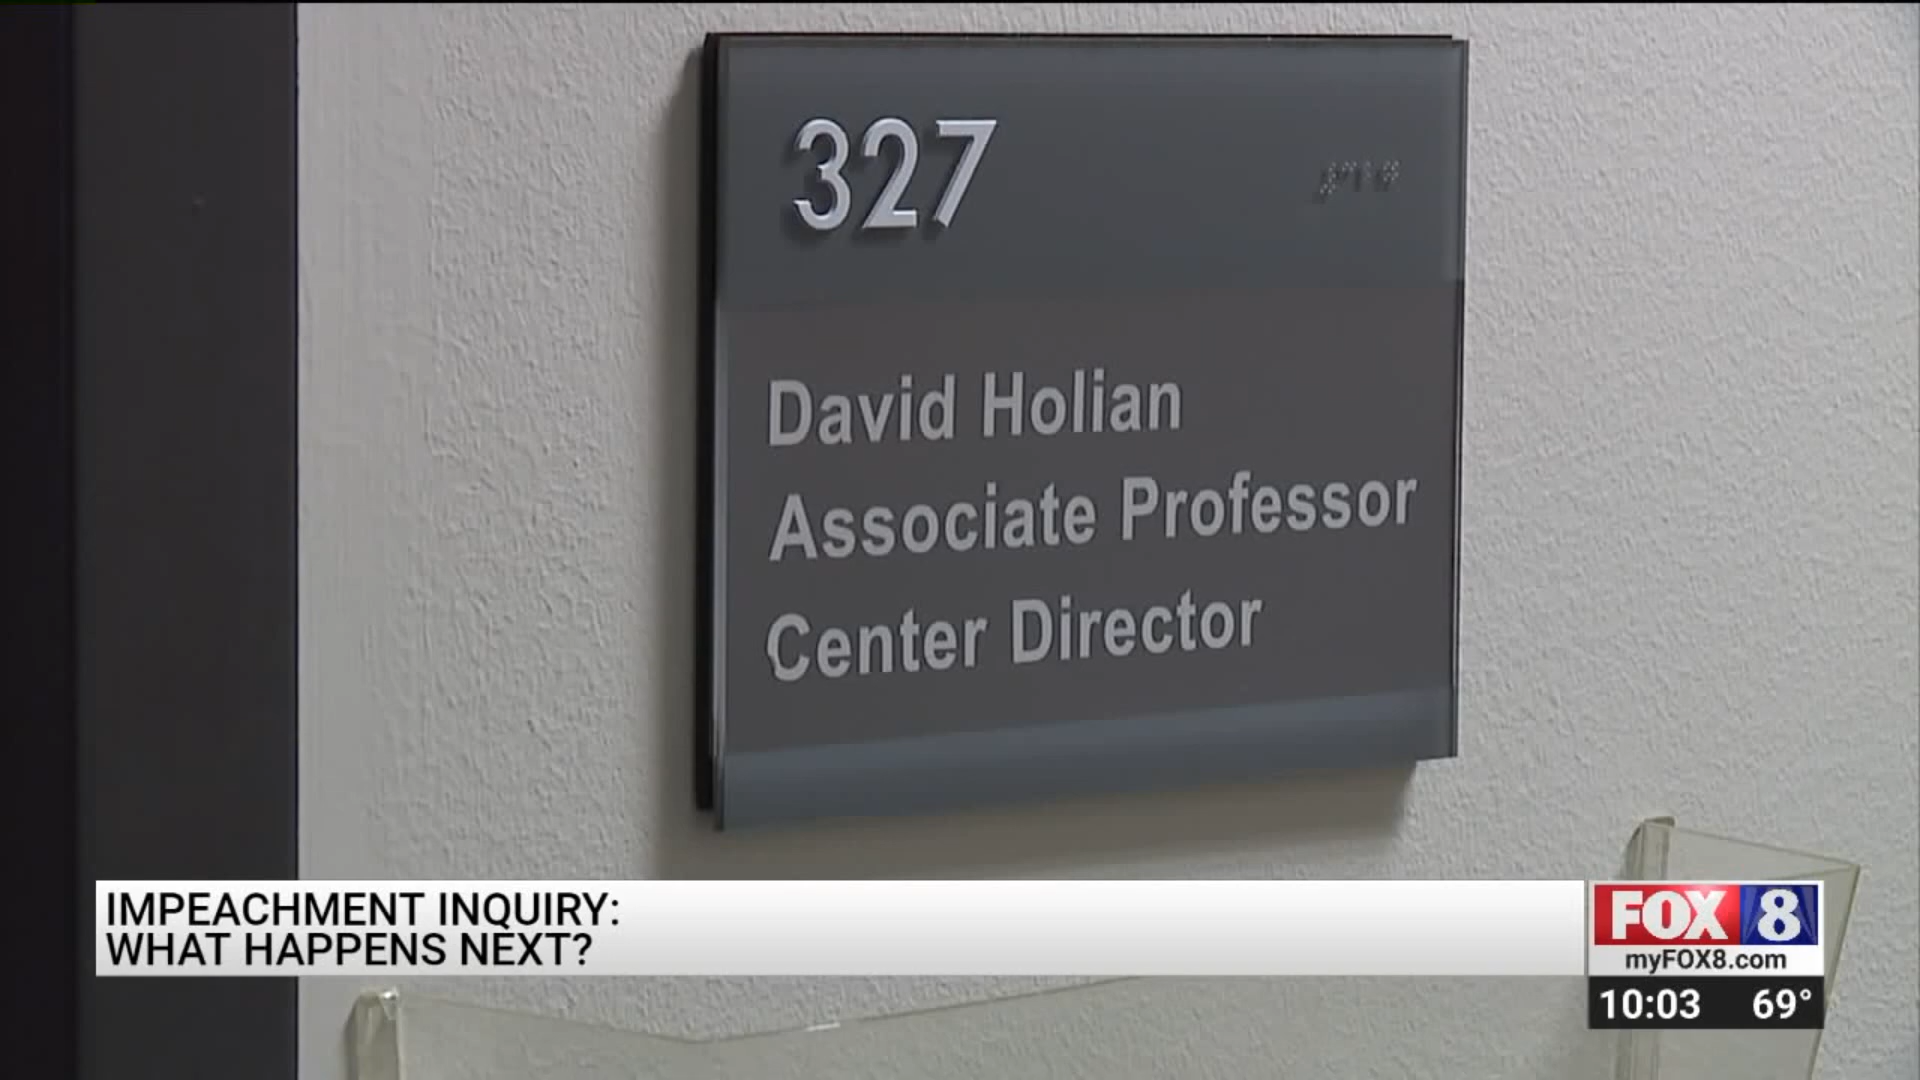 327
David Holian
Associate Professor
Center Director
IMPEACHMENT INQUIRY:
WHAT HAPPENS NEXT?
FOX 8
myFOX8.com
10:03 69°